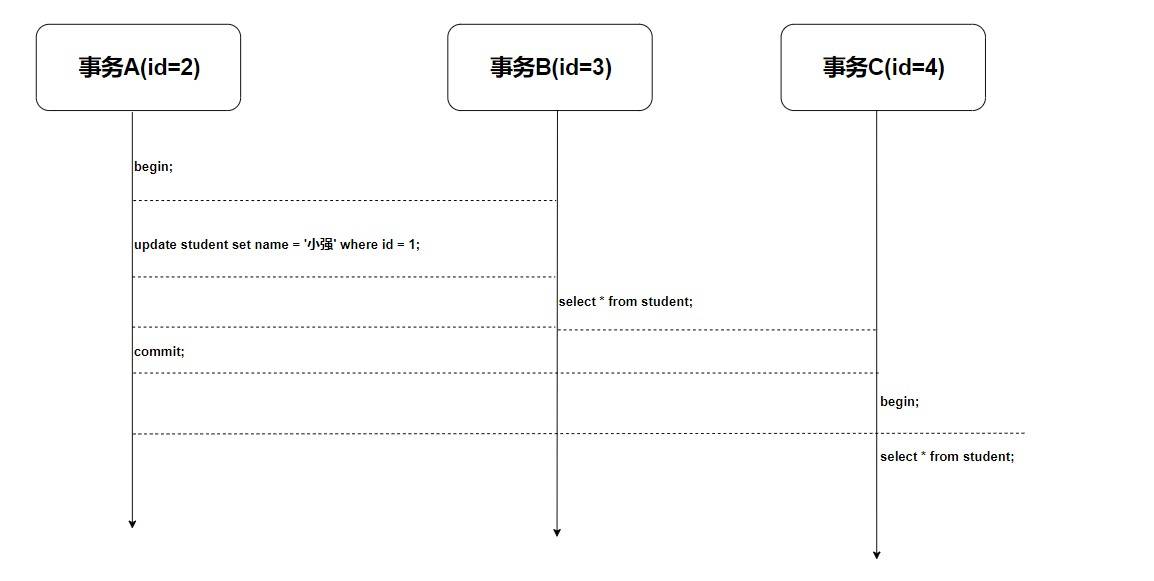 事务A(id=2)
事务B(id=3)
事务C(id=4)
begin;
update student set name = '小强' where id = 1;
select * from student;
commit;
begin;
select * from student;